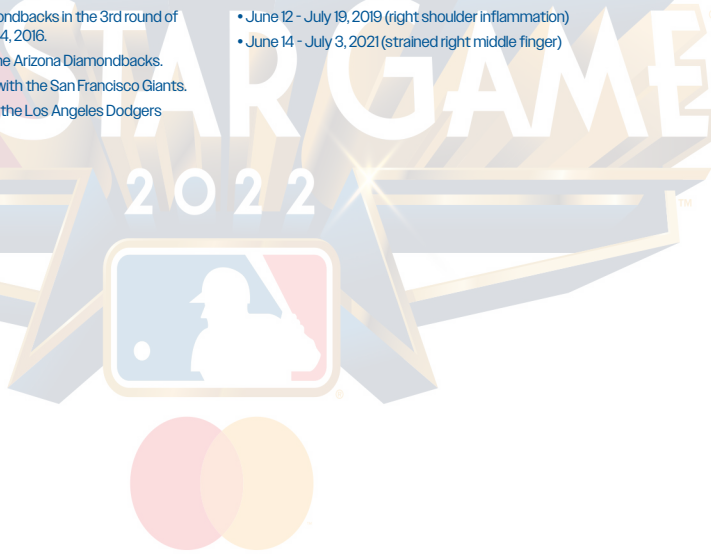 ondbacks in the 3rd round of
4, 2016.
he Arizona Diamondbacks.
with the San Francisco Giants.
the Los Angeles Dodgers
• June 12 - July 19, 2019 (right shoulder inflammation)
• June 14 - July 3, 2021 (strained right middle finger)
STAR GAME
TM
2022
®